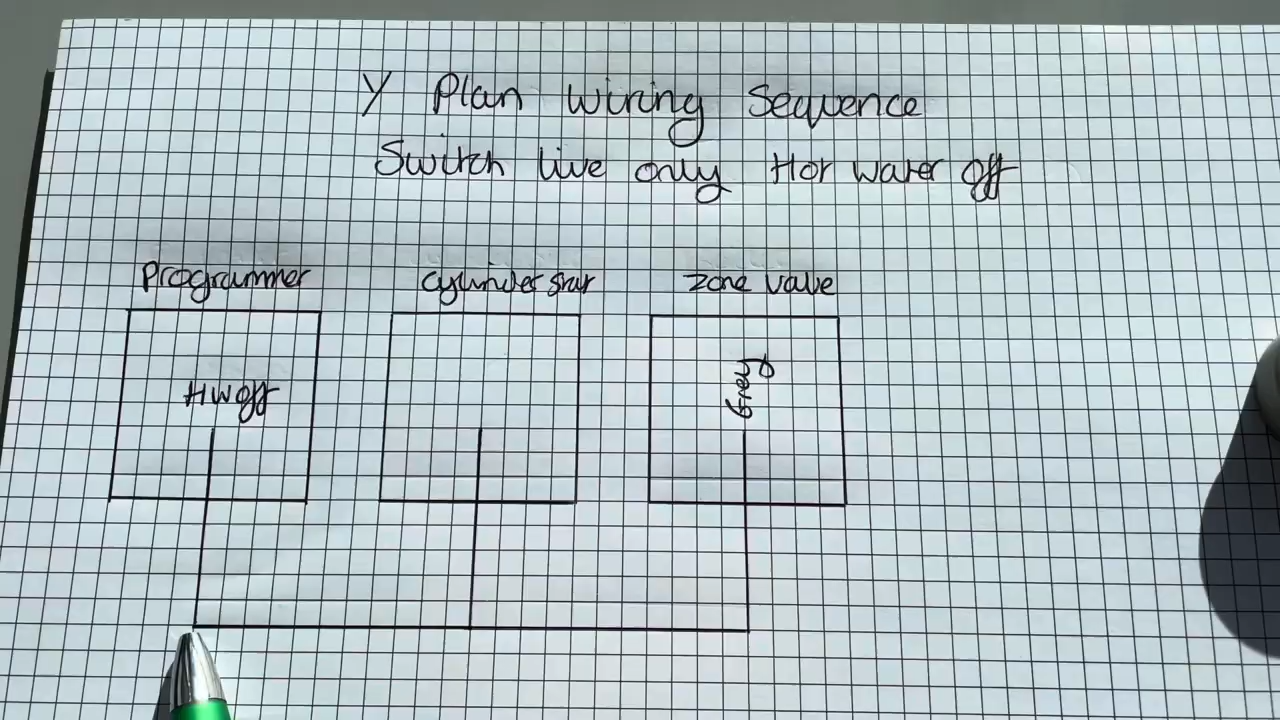 Y Plan Wiring Sequence
Switch live only Hot water off
Programmer cylinder stat zone valve
HW off
Grey